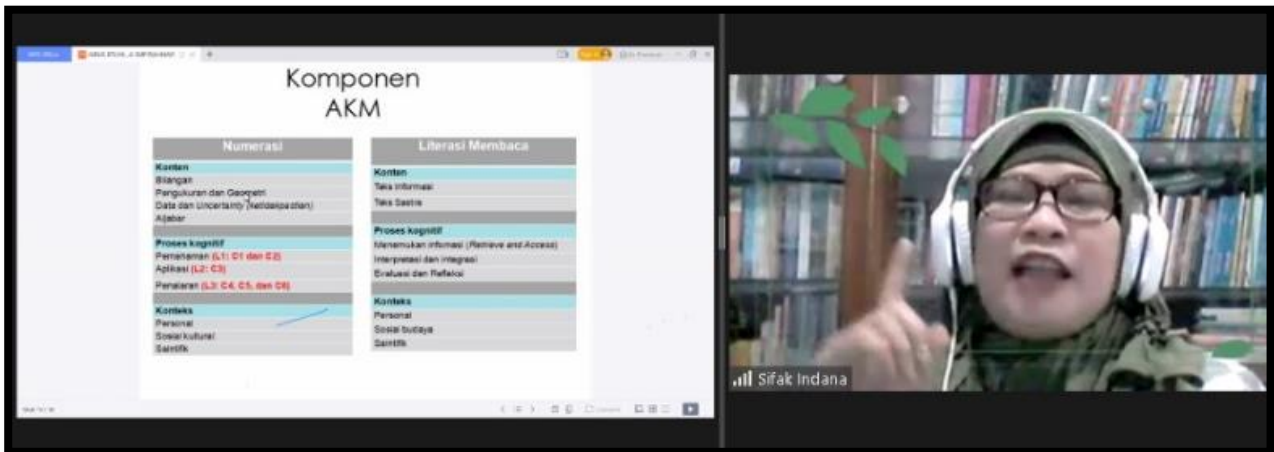 Komponen
AKM
Numerasi
Konten
Bilangan
Pengukuran dan Geometri
Data dan Uncertainty (Ketidakpastian)
Aljabar
Proses kognitif
Pemahaman (L1: C1 dan C2)
Aplikasi (L2: C3)
Penalaran (L3: C4, C5, dan C6)
Konteks
Personal
Sosial kultural
Saintifik
Literasi Membaca
Konten
Teks Informasi
Teks Sastra
Proses kognitif
Menemukan informasi (Retrieve and Access)
Interpretasi dan Integrasi
Evaluasi dan Refleksi
Konteks
Personal
Sosial budaya
Saintifik
Sifak Indana